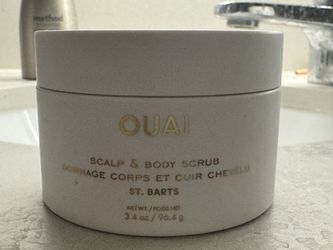 method
OUAI
SCALP & BODY SCRUB
GOMMAGE CORPS ET CUIR CHEVELU
ST. BARTS
NET WT / POIDS NET
3.4 oz / 96.4 g